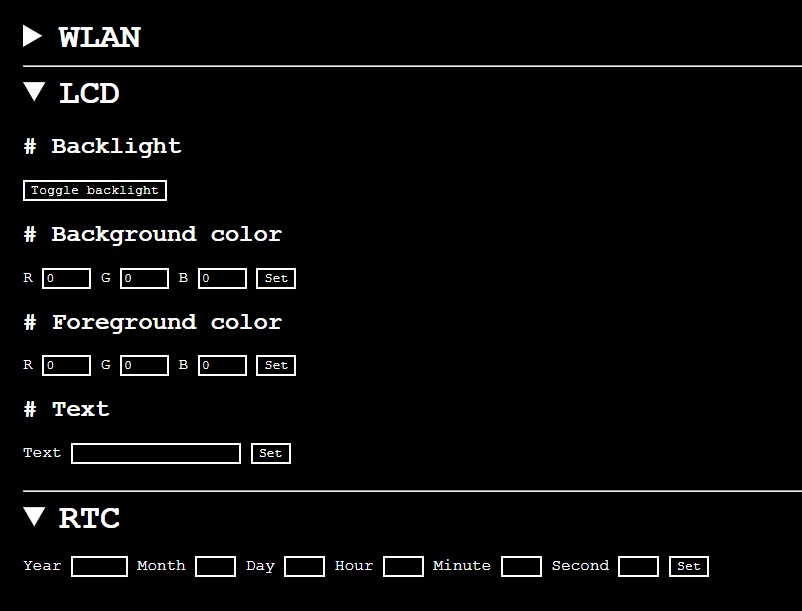 WLAN
LCD
# Backlight
Toggle backlight
# Background color
R 0 G 0 B 0 Set
# Foreground color
R 0 G 0 B 0 Set
# Text
Text Set
RTC
Year Month Day Hour Minute Second Set